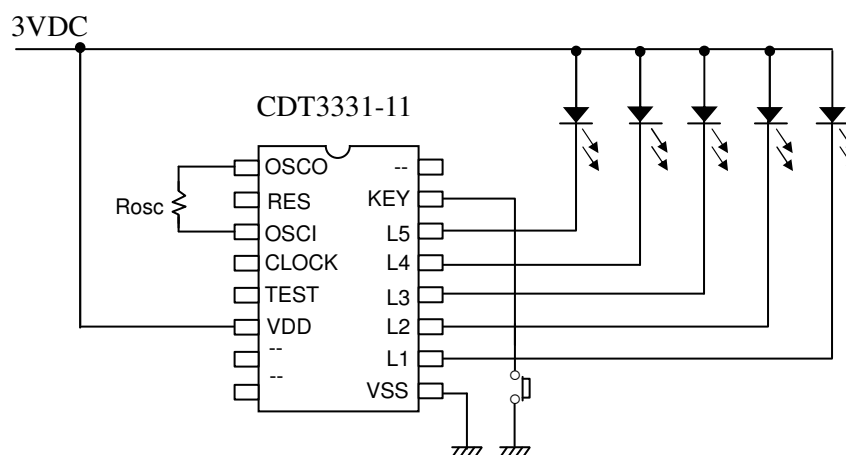 3VDC
CDT3331-11
OSCO
--
RES
KEY
Rosc
OSCI
L5
CLOCK
L4
TEST
L3
VDD
L2
--
L1
--
VSS